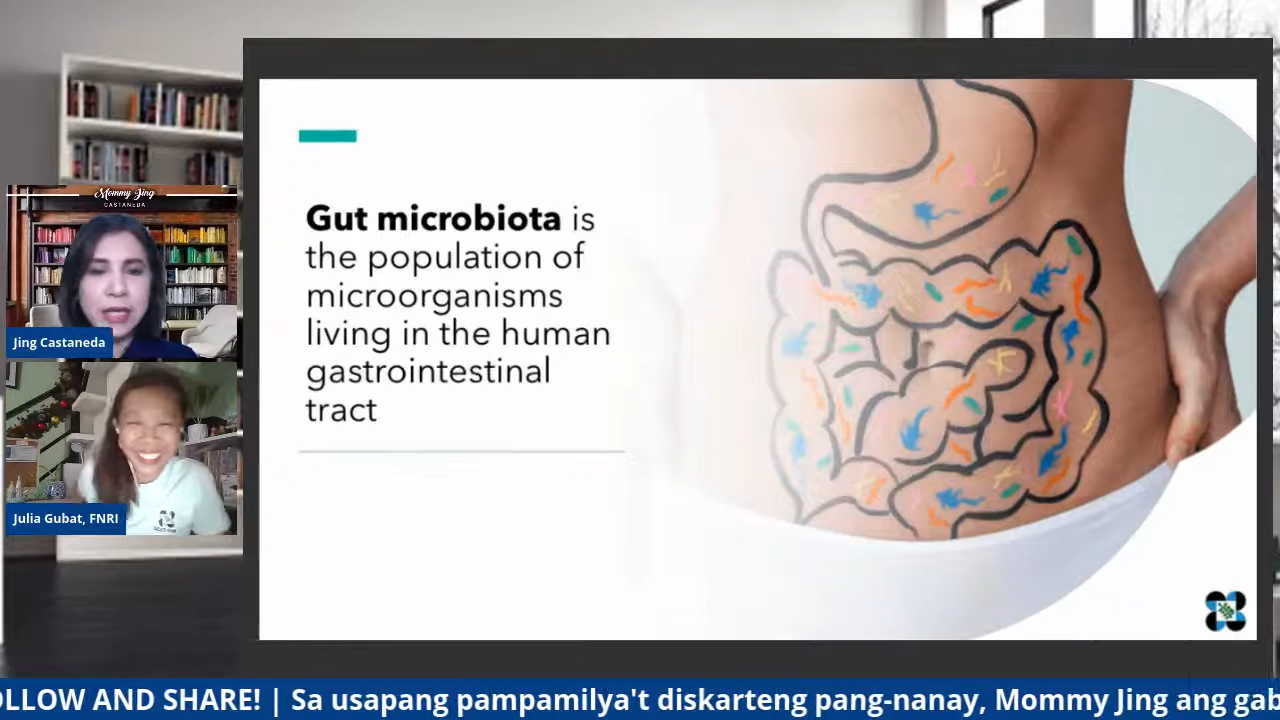 Mommy Jing
CASTANEDA
Jing Castaneda
Julia Gubat, FNRI
Gut microbiota is
the population of
microorganisms
living in the human
gastrointestinal
tract
OLLOW AND SHARE! | Sa usapang pampamilya't diskarteng pang-nanay, Mommy Jing ang gab